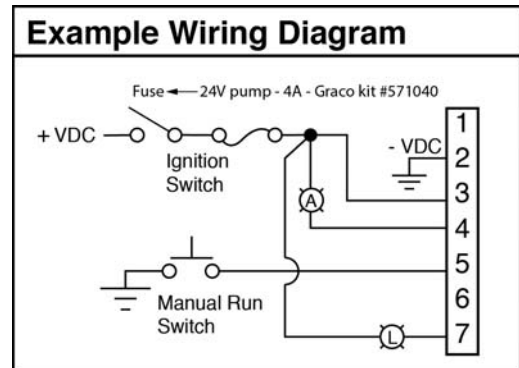 Example Wiring Diagram
Fuse 24V pump - 4A - Graco kit #571040
+ VDC
Ignition
Switch
A
Manual Run
Switch
L
- VDC
1
2
3
4
5
6
7